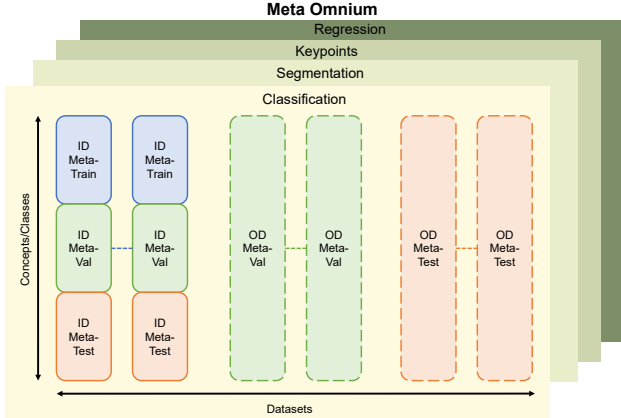 Meta Omnium
Regression
Keypoints
Segmentation
Classification
Concepts/Classes
ID
Meta-
Train
ID
Meta-
Train
ID
Meta-
Val
ID
Meta-
Val
ID
Meta-
Test
ID
Meta-
Test
OD
Meta-
Val
OD
Meta-
Val
OD
Meta-
Test
OD
Meta-
Test
Datasets